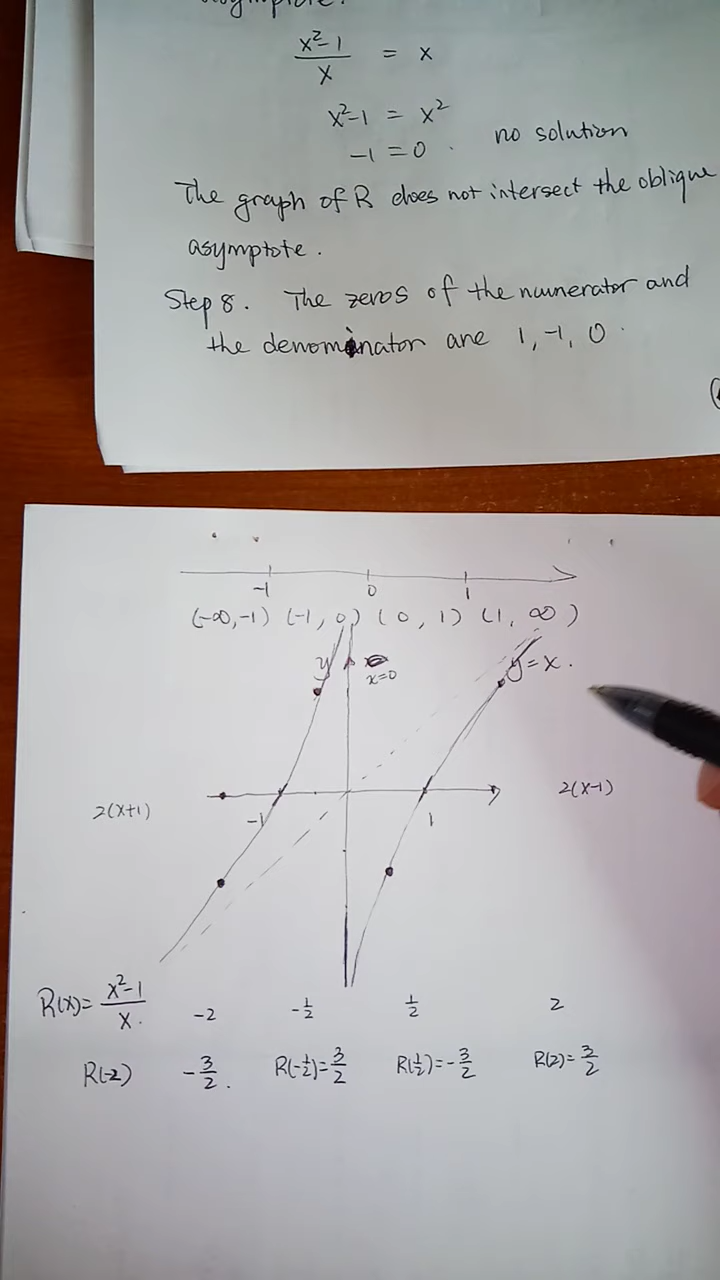 asymptote.
x²-1
x
= x
x²-1 = x²
-1 = 0 . no solution
The graph of R does not intersect the oblique
asymptote.
Step 8. The zeros of the numerator and
the denominator are 1, -1, 0.
-1 0 1
(-∞, -1) (-1, 0) (0, 1) (1, ∞)
y x=0 y=x.
2(x+1) -1 1 2(x-1)
R(x)= x²-1
x.
-2 -1/2 1/2 2
R(-2) -3/2. R(-1/2)=3/2 R(1/2)=-3/2 R(2)=3/2